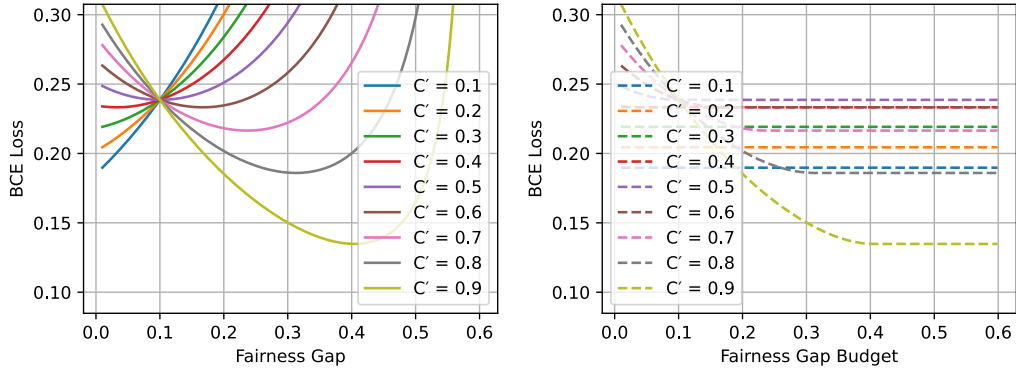 0.30
0.25
0.20
0.15
0.10
BCE Loss
0.0 0.1 0.2 0.3 0.4 0.5 0.6
Fairness Gap
C′ = 0.1
C′ = 0.2
C′ = 0.3
C′ = 0.4
C′ = 0.5
C′ = 0.6
C′ = 0.7
C′ = 0.8
C′ = 0.9
0.30
0.25
0.20
0.15
0.10
BCE Loss
0.0 0.1 0.2 0.3 0.4 0.5 0.6
Fairness Gap Budget
C′ = 0.1
C′ = 0.2
C′ = 0.3
C′ = 0.4
C′ = 0.5
C′ = 0.6
C′ = 0.7
C′ = 0.8
C′ = 0.9